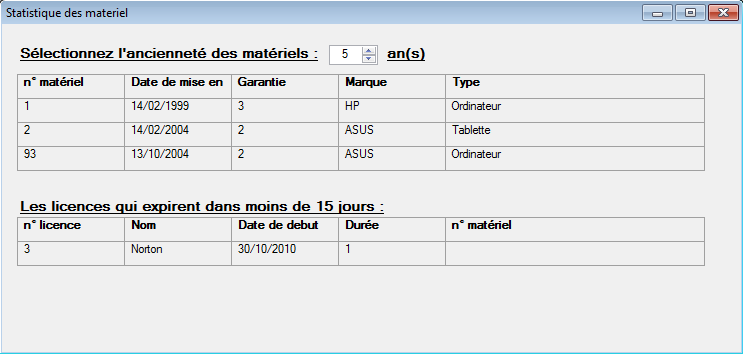 Statistique des materiel
Sélectionnez l'ancienneté des matériels : 5 an(s)
n° matériel Date de mise en Garantie Marque Type
1 14/02/1999 3 HP Ordinateur
2 14/02/2004 2 ASUS Tablette
93 13/10/2004 2 ASUS Ordinateur
Les licences qui expirent dans moins de 15 jours :
n° licence Nom Date de debut Durée n° matériel
3 Norton 30/10/2010 1